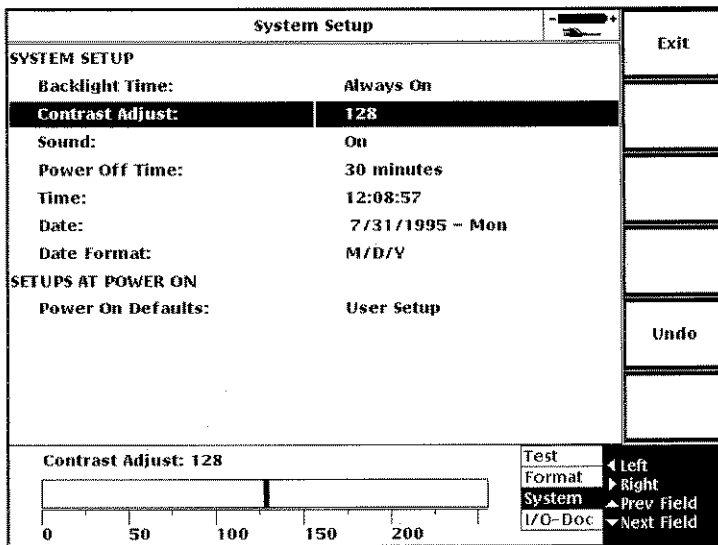 System Setup
- +
Exit
SYSTEM SETUP
Backlight Time: Always On
Contrast Adjust: 128
Sound: On
Power Off Time: 30 minutes
Time: 12:08:57
Date: 7/31/1995 - Mon
Date Format: M/D/Y
SETUPS AT POWER ON
Power On Defaults: User Setup
Undo
Contrast Adjust: 128
0 50 100 150 200
Test
Format
System
I/O-Doc
Left
Right
Prev Field
Next Field